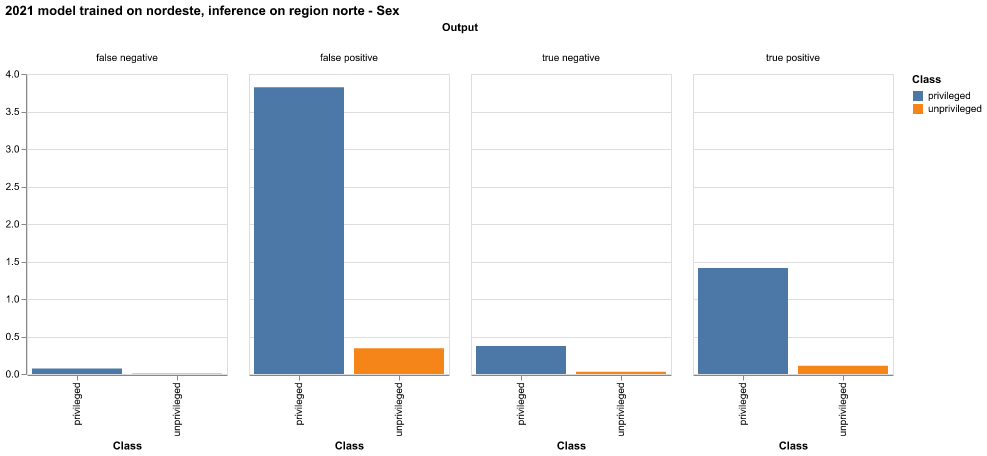 2021 model trained on nordeste, inference on region norte - Sex
Output
false negative
false positive
true negative
true positive
4.0
3.5
3.0
2.5
2.0
1.5
1.0
0.5
0.0
privileged
unprivileged
privileged
unprivileged
privileged
unprivileged
privileged
unprivileged
Class
Class
Class
Class
Class
privileged
unprivileged